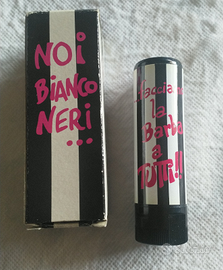 NOi
BiANCO
NERi...
facciamo
la
BarBa
a
TUTTi!!